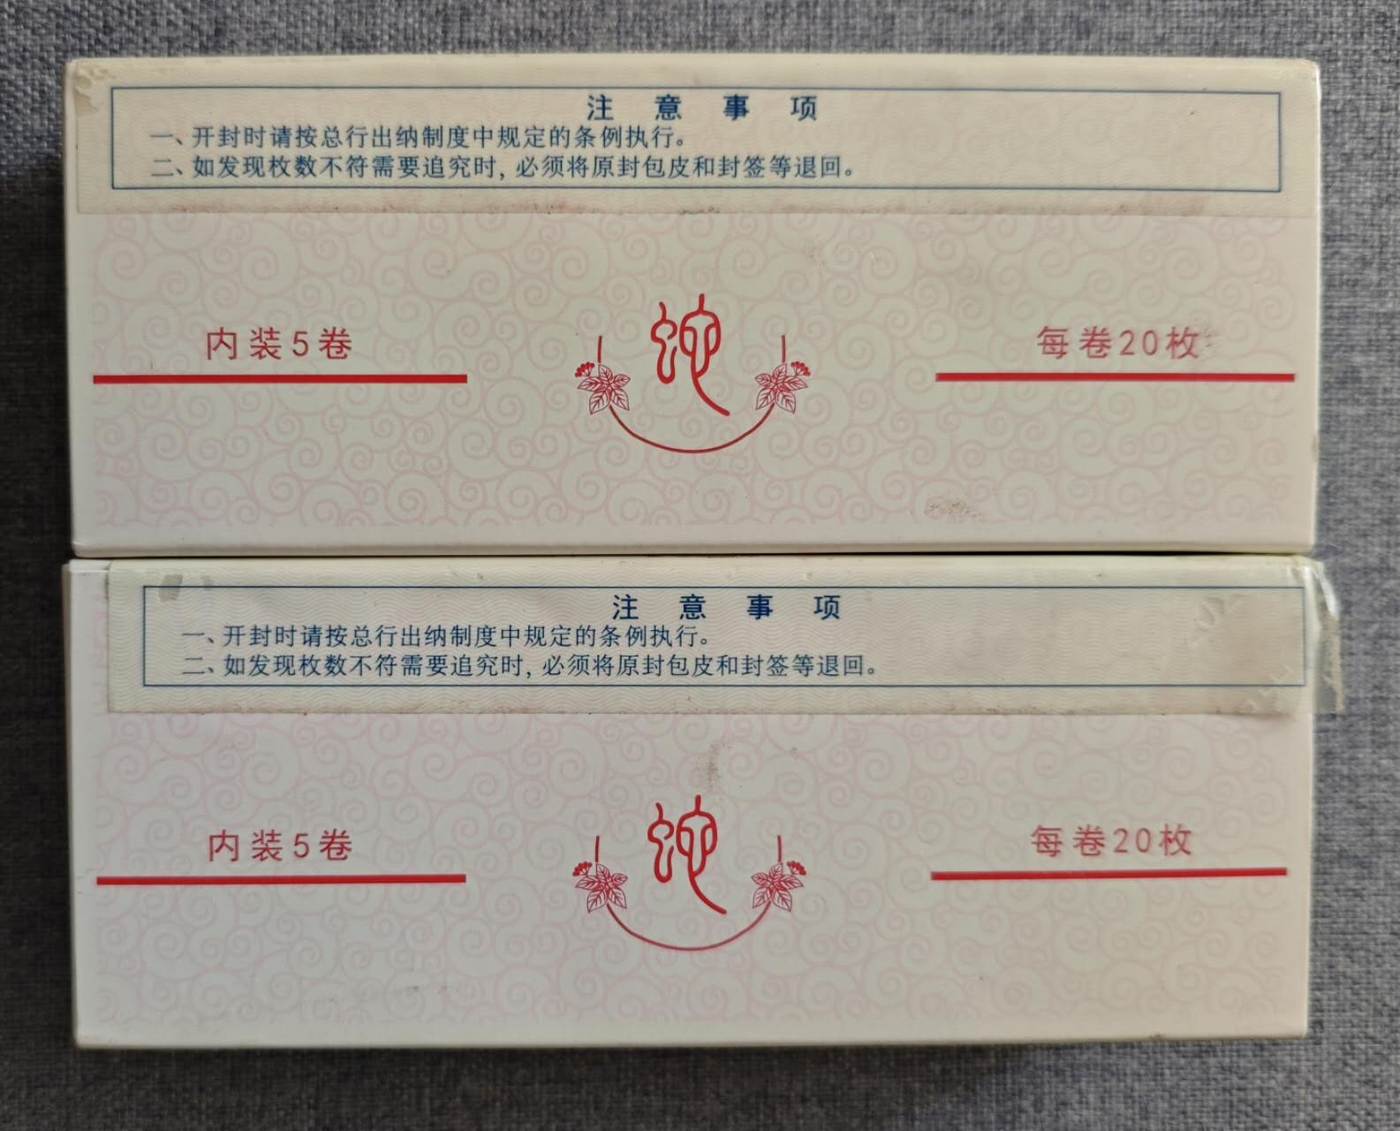 注意事项
一、开封时请按总行出纳制度中规定的条例执行。
二、如发现枚数不符需要追究时，必须将原封包皮和封签等退回。
内装5卷
蛇
每卷20枚
注意事项
一、开封时请按总行出纳制度中规定的条例执行。
二、如发现枚数不符需要追究时，必须将原封包皮和封签等退回。
内装5卷
蛇
每卷20枚